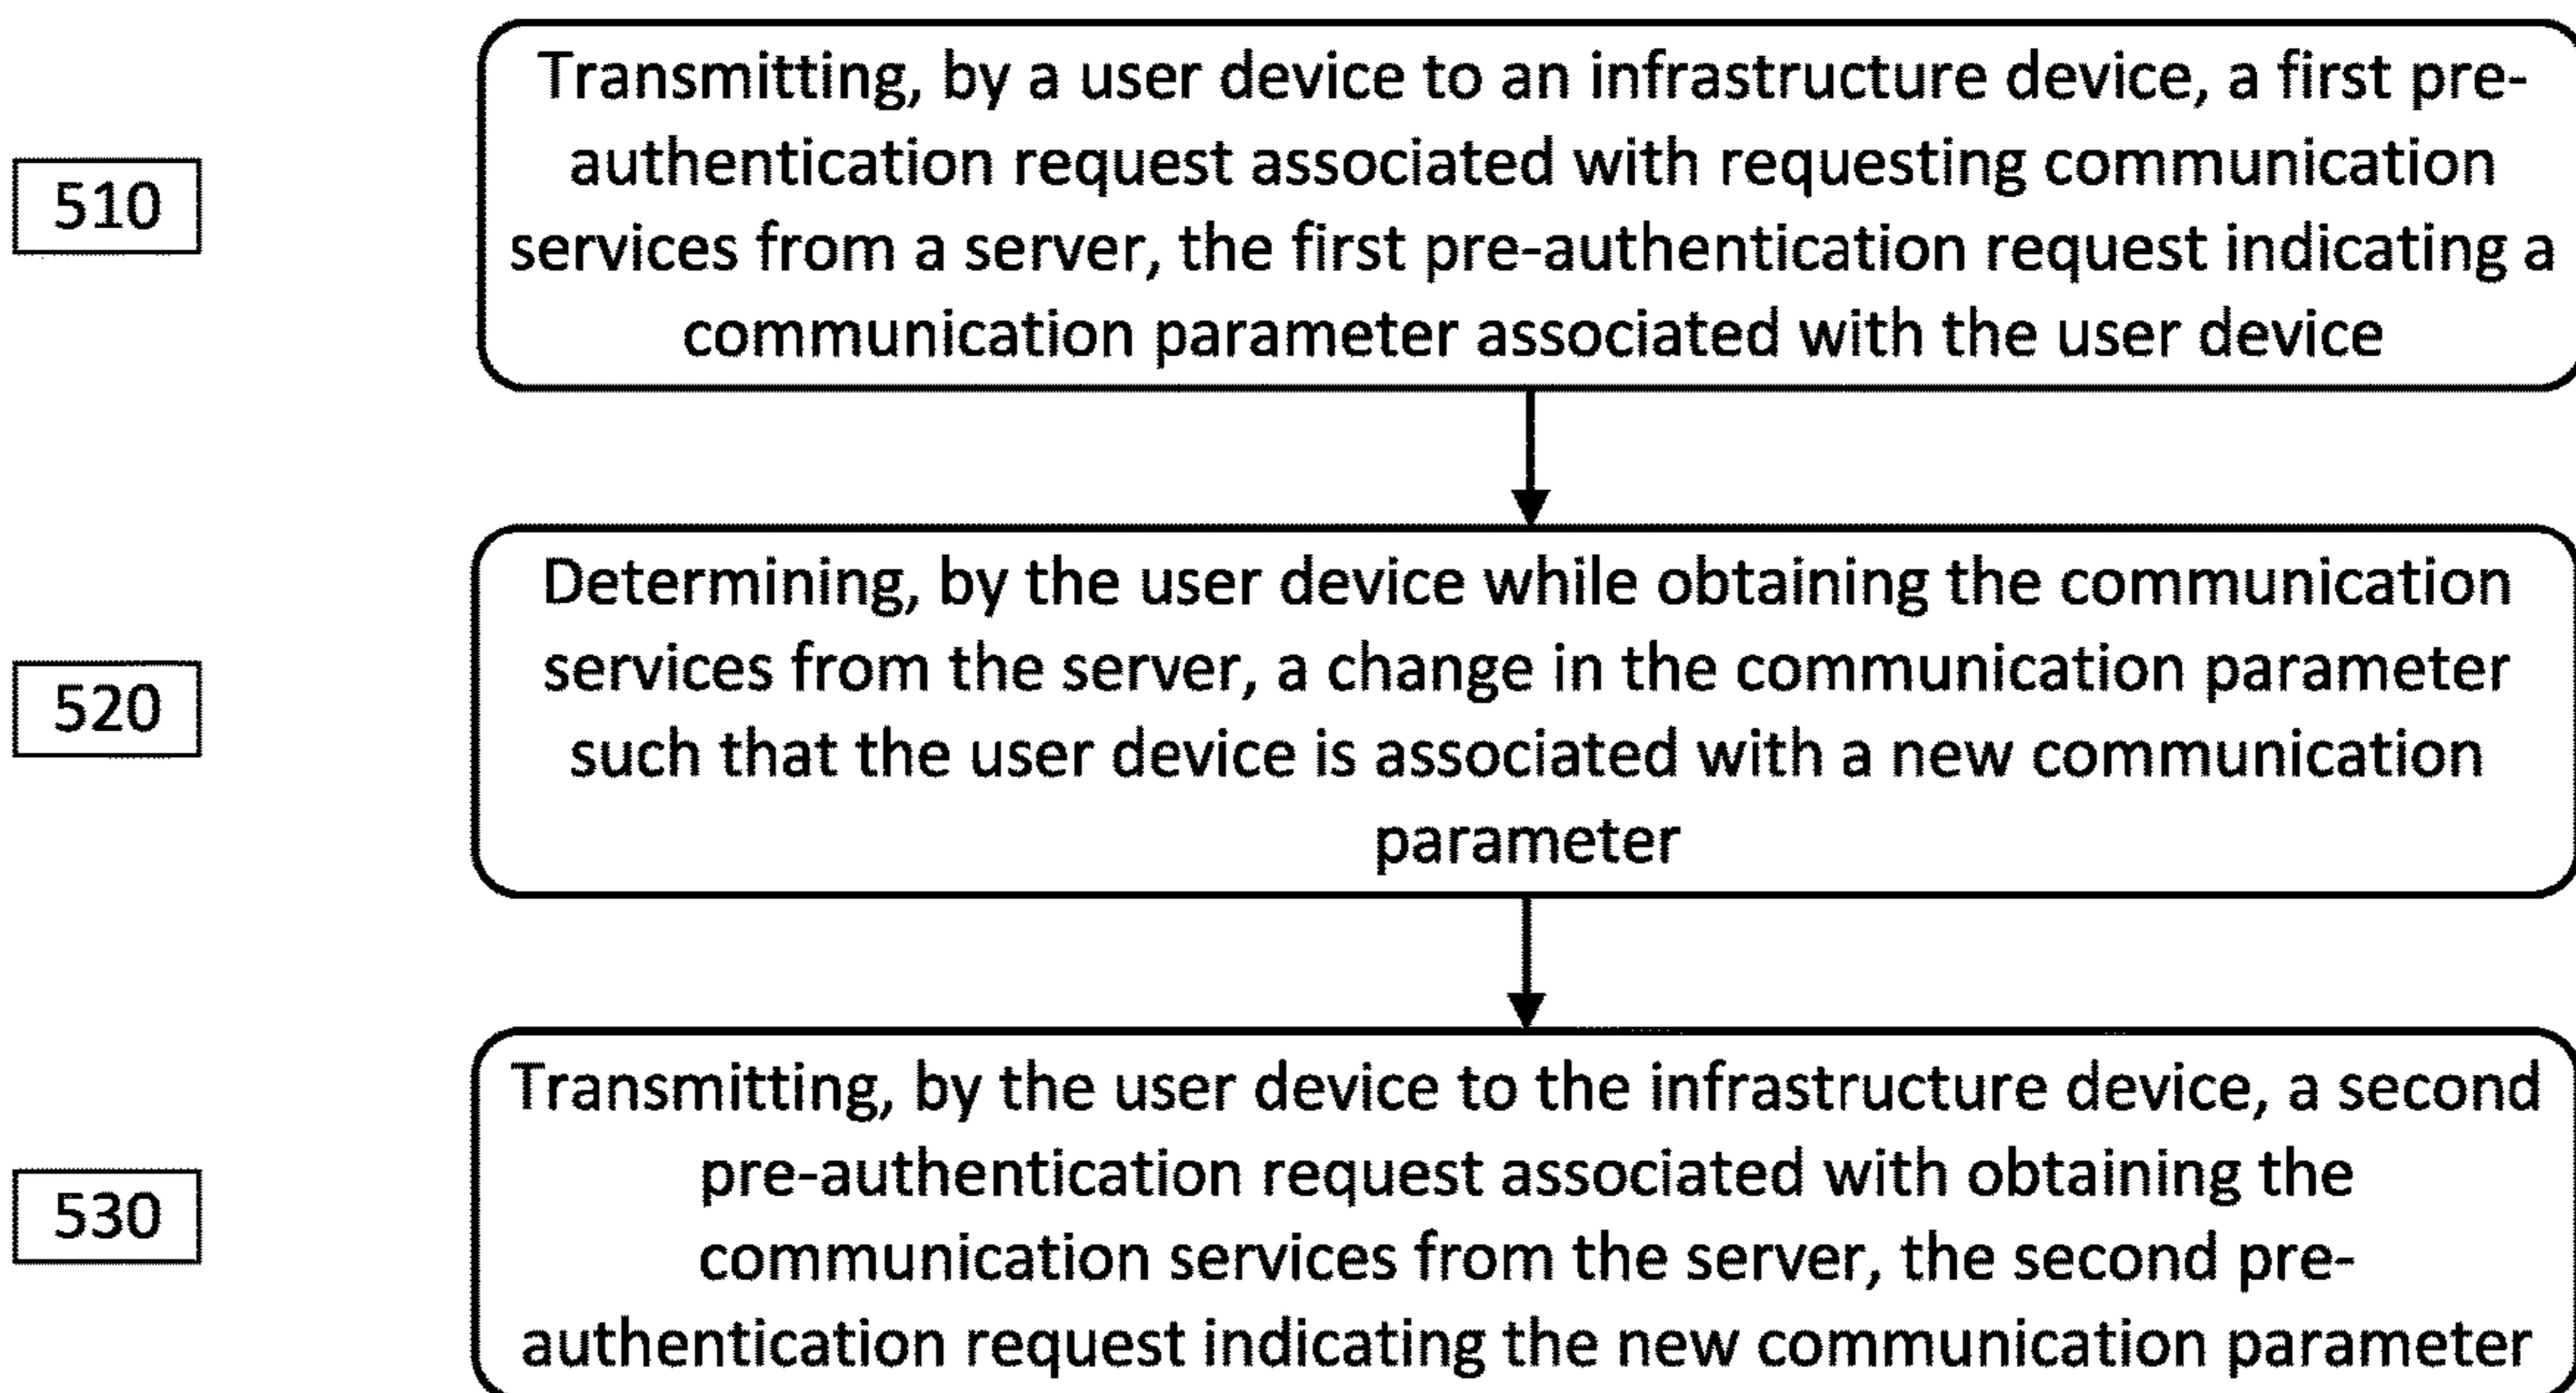 510
Transmitting, by a user device to an infrastructure device, a first pre-
authentication request associated with requesting communication
services from a server, the first pre-authentication request indicating a
communication parameter associated with the user device
520
Determining, by the user device while obtaining the communication
services from the server, a change in the communication parameter
such that the user device is associated with a new communication
parameter
530
Transmitting, by the user device to the infrastructure device, a second
pre-authentication request associated with obtaining the
communication services from the server, the second pre-
authentication request indicating the new communication parameter